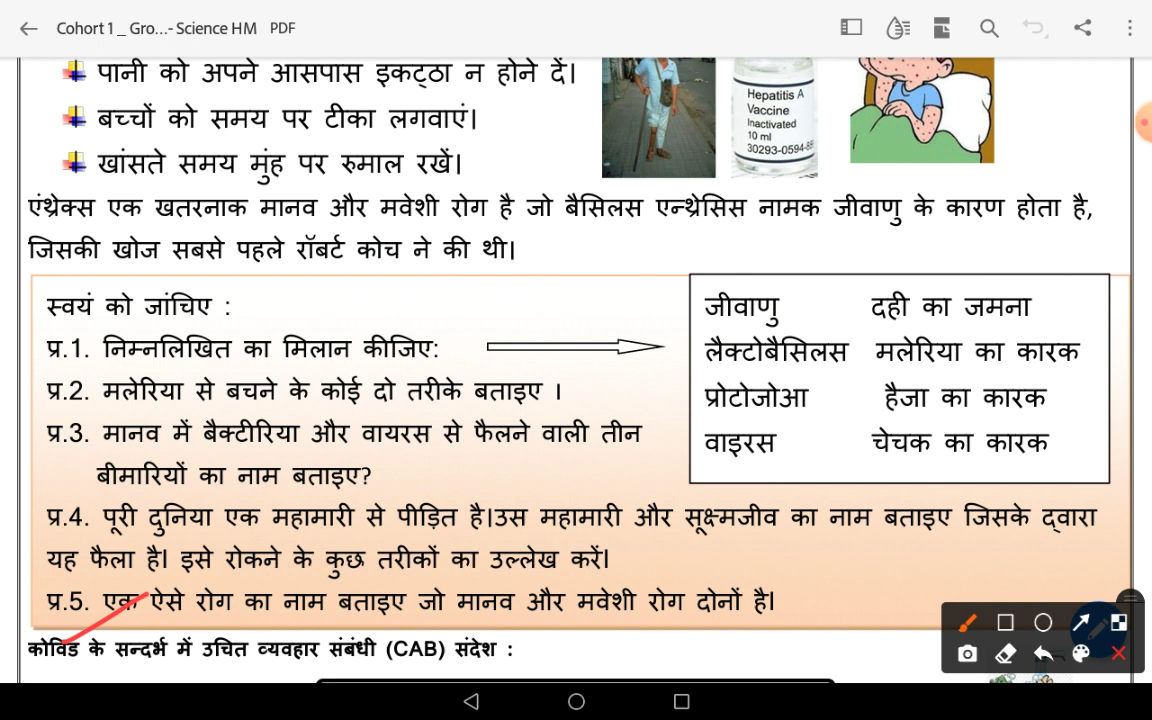 Cohort 1 _ Gro...- Science HM PDF
पानी को अपने आसपास इकट्ठा न होने दें।
बच्चों को समय पर टीका लगवाएं।
खांसते समय मुंह पर रुमाल रखें।
Hepatitis A
Vaccine
Inactivated
10 ml
30293-0594-88
एंथ्रेक्स एक खतरनाक मानव और मवेशी रोग है जो बैसिलस एन्थ्रेसिस नामक जीवाणु के कारण होता है,
जिसकी खोज सबसे पहले रॉबर्ट कोच ने की थी।
स्वयं को जांचिए :
प्र.1. निम्नलिखित का मिलान कीजिए:
प्र.2. मलेरिया से बचने के कोई दो तरीके बताइए ।
प्र.3. मानव में बैक्टीरिया और वायरस से फैलने वाली तीन
बीमारियों का नाम बताइए?
जीवाणु दही का जमना
लैक्टोबैसिलस मलेरिया का कारक
प्रोटोजोआ हैजा का कारक
वाइरस चेचक का कारक
प्र.4. पूरी दुनिया एक महामारी से पीड़ित है।उस महामारी और सूक्ष्मजीव का नाम बताइए जिसके द्वारा
यह फैला है। इसे रोकने के कुछ तरीकों का उल्लेख करें।
प्र.5. एक ऐसे रोग का नाम बताइए जो मानव और मवेशी रोग दोनों है।
कोविड के सन्दर्भ में उचित व्यवहार संबंधी (CAB) संदेश :